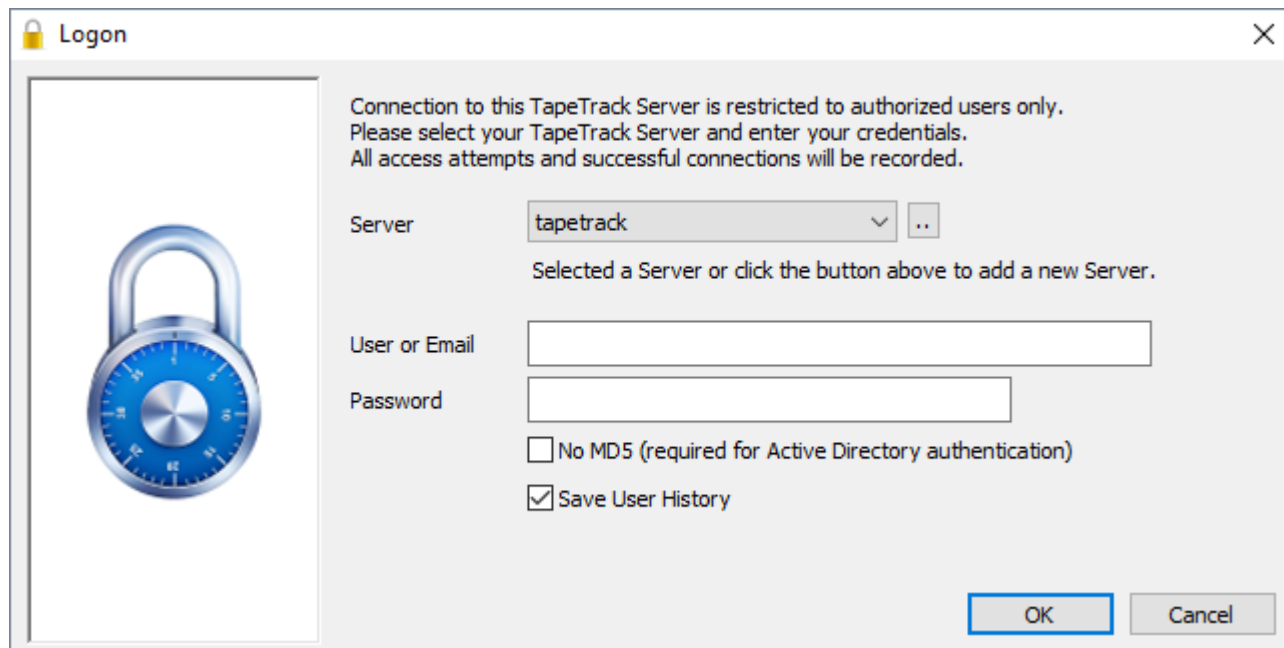 Logon
Connection to this TapeTrack Server is restricted to authorized users only.
Please select your TapeTrack Server and enter your credentials.
All access attempts and successful connections will be recorded.
Server tapetrack ..
Selected a Server or click the button above to add a new Server.
User or Email
Password
No MD5 (required for Active Directory authentication)
Save User History
OK Cancel